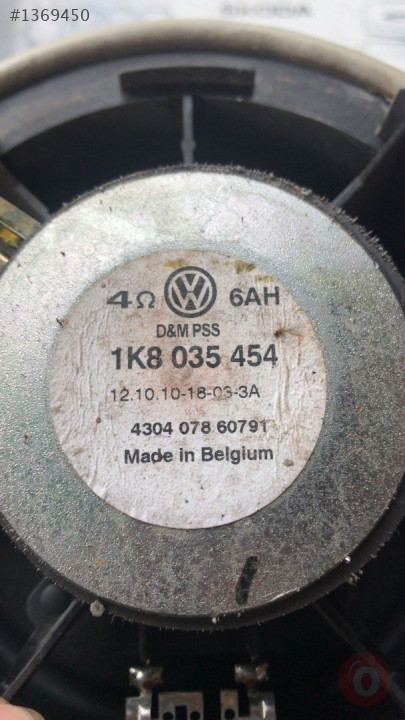 #1369450
4Ω 6AH
D&M PSS
1K8 035 454
12.10.10-18-03-3A
4304 078 60791
Made in Belgium